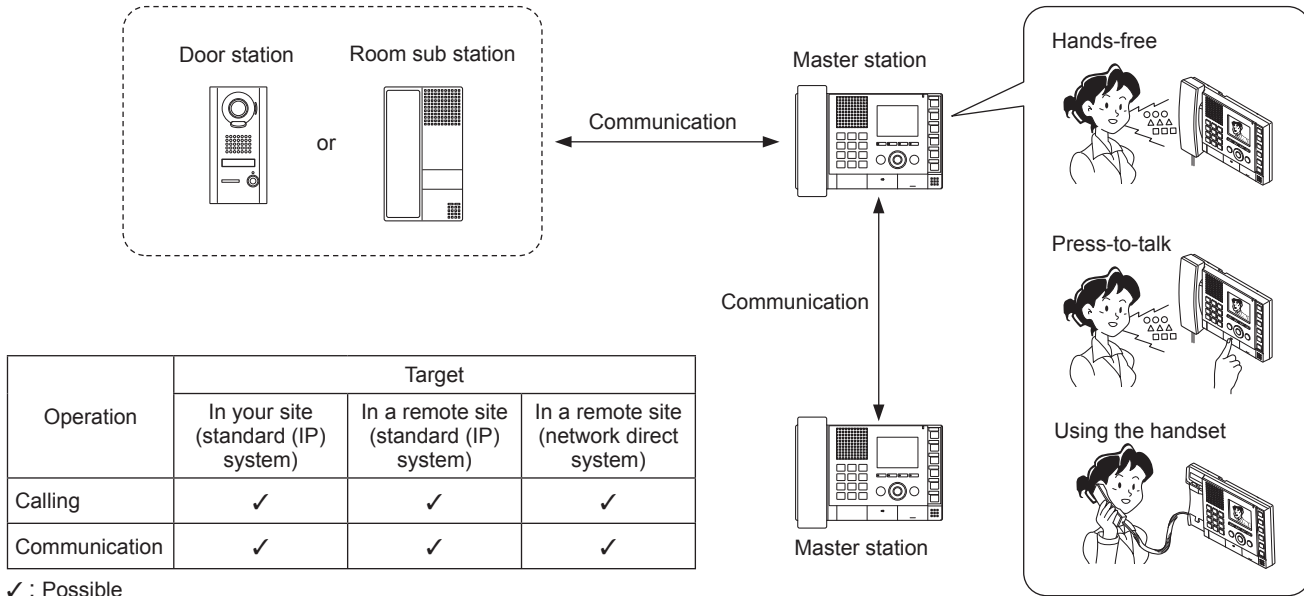 Door station
Room sub station
or
Communication
Master station
Communication
Master station
Hands-free
Press-to-talk
Using the handset
Operation
Target
In your site
(standard (IP)
system)
In a remote site
(standard (IP)
system)
In a remote site
(network direct
system)
Calling ✓ ✓ ✓
Communication ✓ ✓ ✓
✓ : Possible